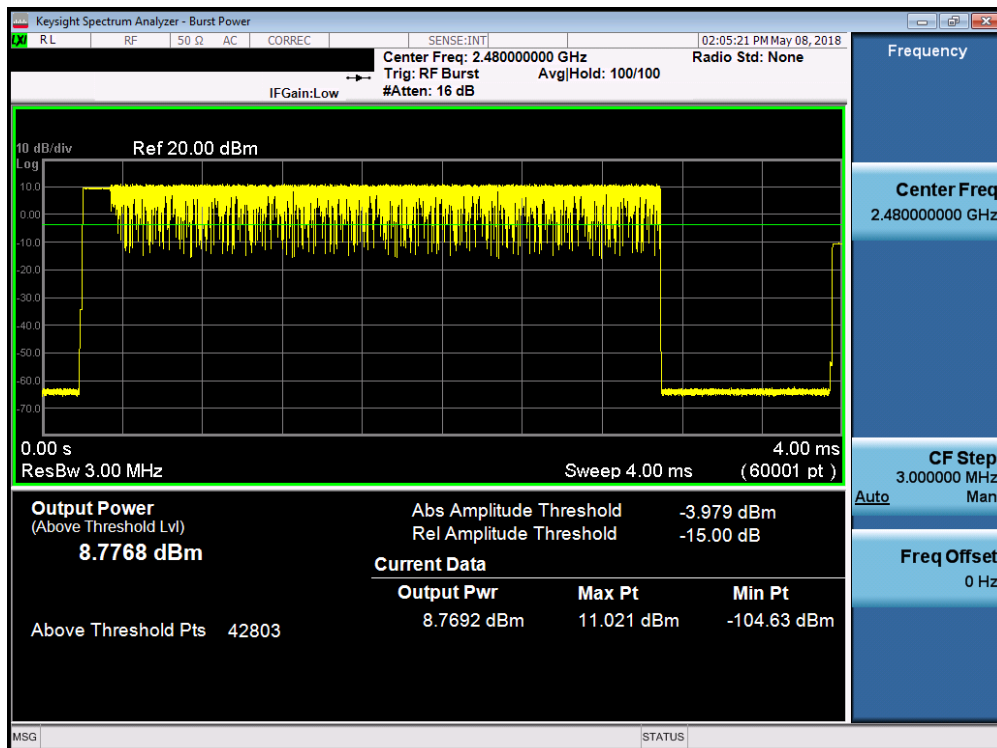 Keysight Spectrum Analyzer - Burst Power
LXI RL RF 50 Ω AC CORREC SENSE:INT 02:05:21 PM May 08, 2018
Center Freq: 2.480000000 GHz Radio Std: None
Trig: RF Burst Avg|Hold: 100/100
IFGain:Low #Atten: 16 dB
10 dB/div Ref 20.00 dBm
Log
10.0
0.00
-10.0
-20.0
-30.0
-40.0
-50.0
-60.0
-70.0
0.00 s 4.00 ms
ResBw 3.00 MHz Sweep 4.00 ms (60001 pt)
Output Power
(Above Threshold Lvl)
8.7768 dBm
Above Threshold Pts 42803
Abs Amplitude Threshold -3.979 dBm
Rel Amplitude Threshold -15.00 dB
Current Data
Output Pwr Max Pt Min Pt
8.7692 dBm 11.021 dBm -104.63 dBm
Frequency
Center Freq
2.480000000 GHz
CF Step
3.000000 MHz
Auto Man
Freq Offset
0 Hz
MSG STATUS